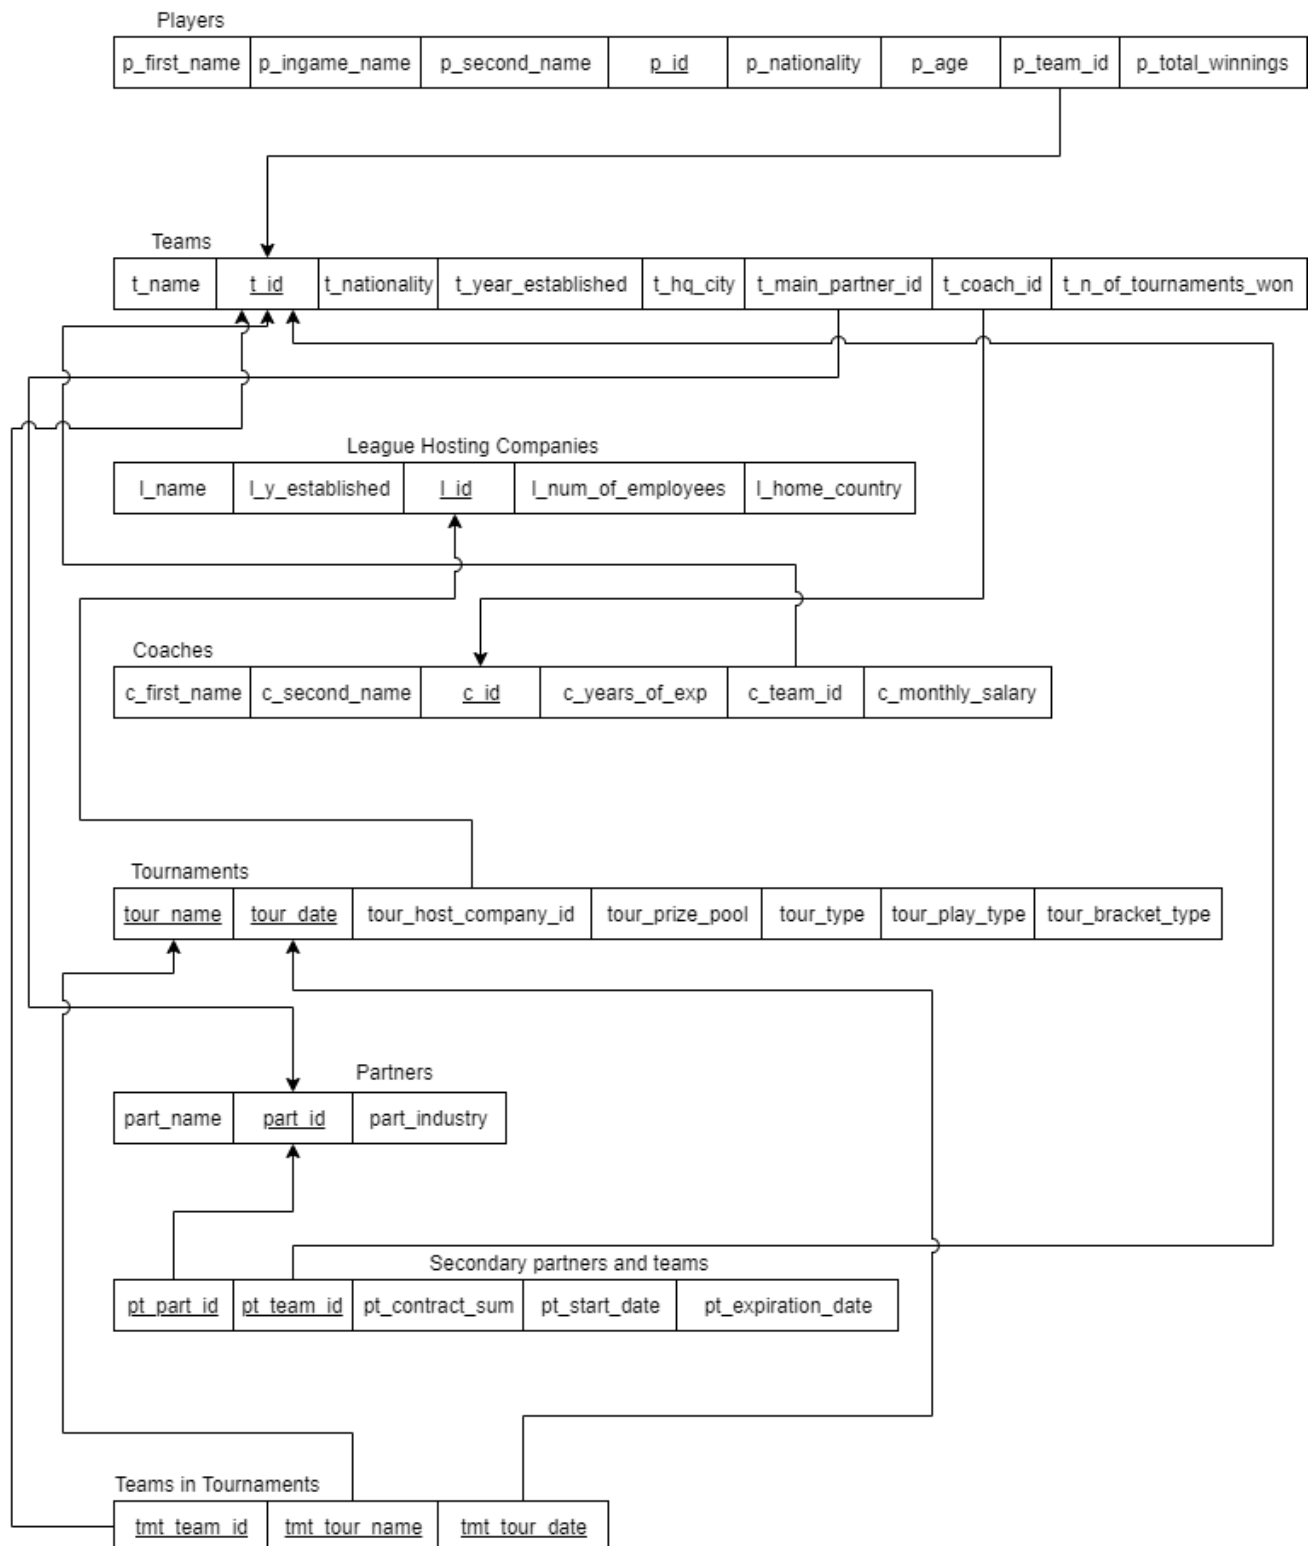 Players
p_first_name p_ingame_name p_second_name p_id p_nationality p_age p_team_id p_total_winnings
Teams
t_name t_id t_nationality t_year_established t_hq_city t_main_partner_id t_coach_id t_n_of_tournaments_won
League Hosting Companies
l_name l_y_established l_id l_num_of_employees l_home_country
Coaches
c_first_name c_second_name c_id c_years_of_exp c_team_id c_monthly_salary
Tournaments
tour_name tour_date tour_host_company_id tour_prize_pool tour_type tour_play_type tour_bracket_type
Partners
part_name part_id part_industry
Secondary partners and teams
pt_part_id pt_team_id pt_contract_sum pt_start_date pt_expiration_date
Teams in Tournaments
tmt_team_id tmt_tour_name tmt_tour_date